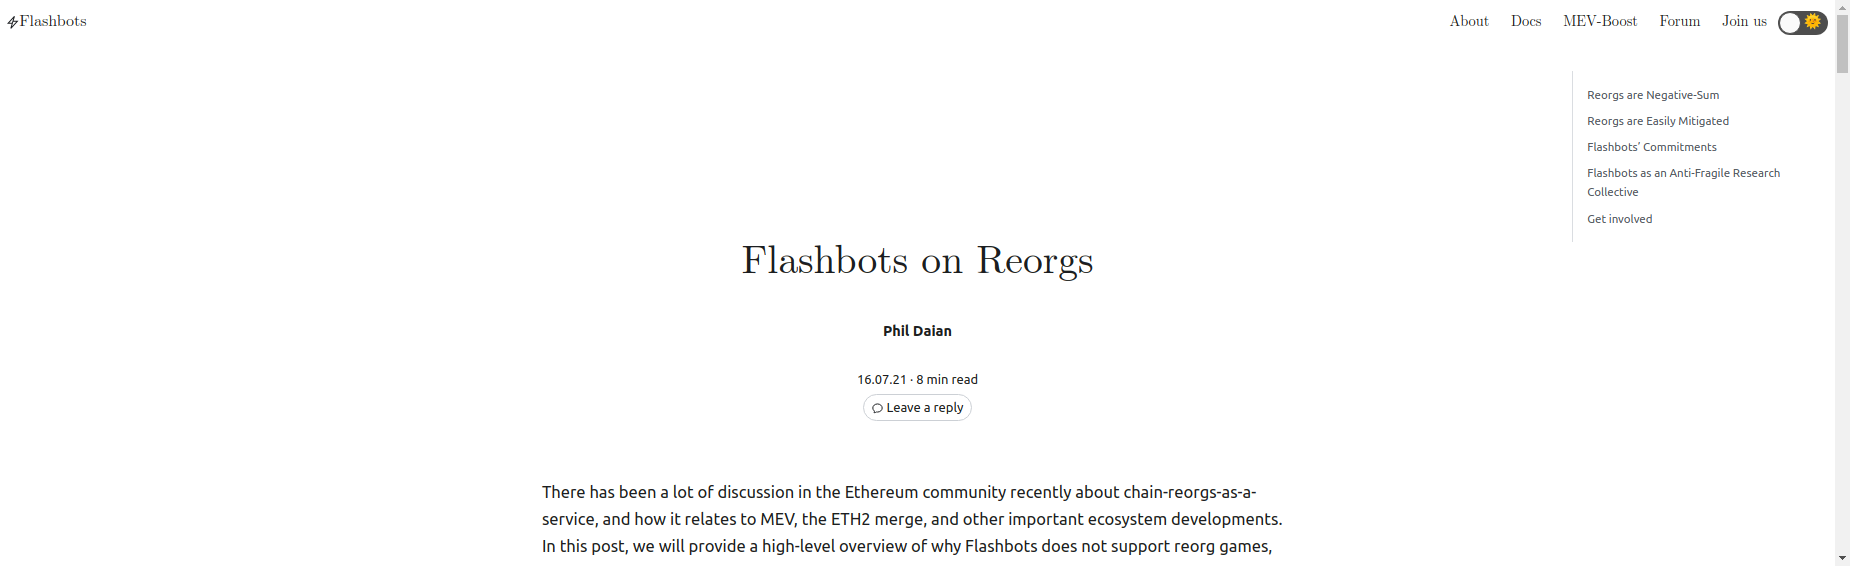 Flashbots
About Docs MEV-Boost Forum Join us
Reorgs are Negative-Sum
Reorgs are Easily Mitigated
Flashbots' Commitments
Flashbots as an Anti-Fragile Research
Collective
Get involved
Flashbots on Reorgs
Phil Daian
16.07.21 · 8 min read
Leave a reply
There has been a lot of discussion in the Ethereum community recently about chain-reorgs-as-a-
service, and how it relates to MEV, the ETH2 merge, and other important ecosystem developments.
In this post, we will provide a high-level overview of why Flashbots does not support reorg games,